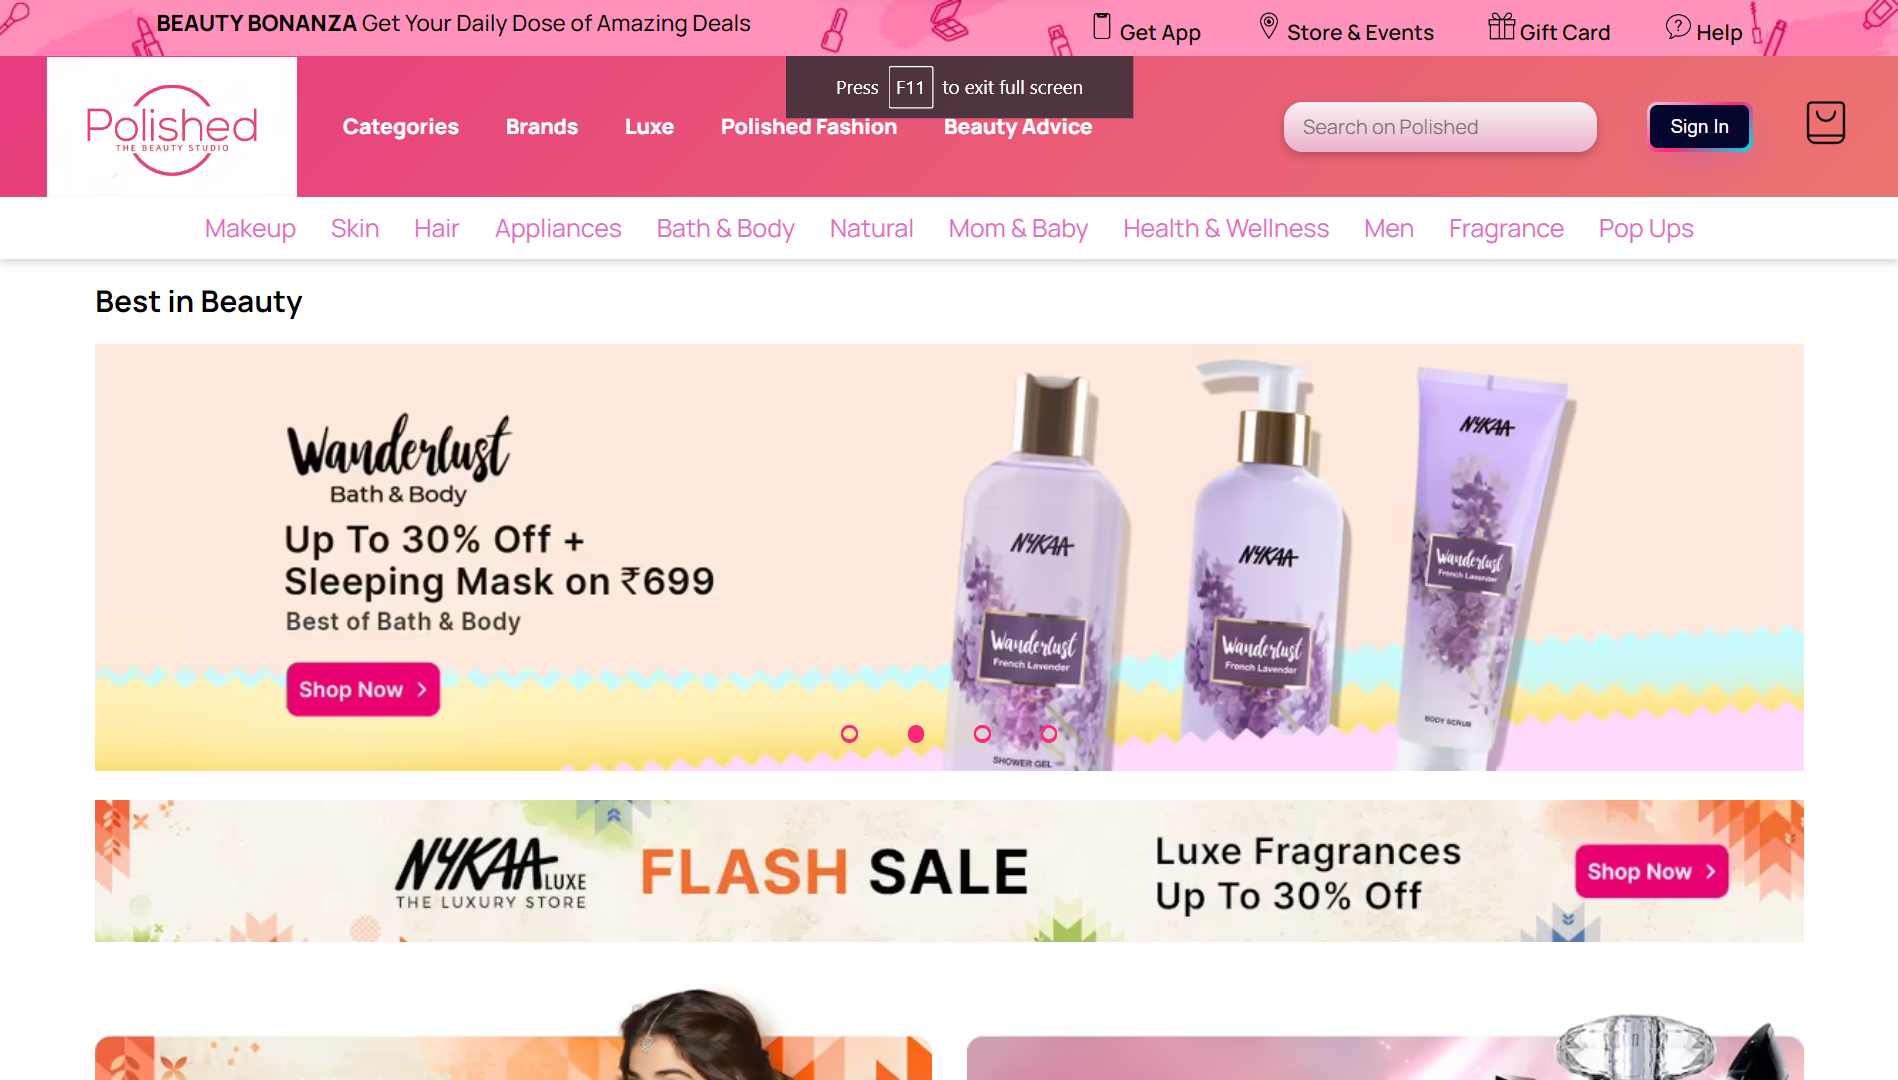 BEAUTY BONANZA Get Your Daily Dose of Amazing Deals
Get App
Store & Events
Gift Card
Help
Press F11 to exit full screen
Polished
THE BEAUTY STUDIO
Categories
Brands
Luxe
Polished Fashion
Beauty Advice
Search on Polished
Sign In
Makeup
Skin
Hair
Appliances
Bath & Body
Natural
Mom & Baby
Health & Wellness
Men
Fragrance
Pop Ups
Best in Beauty
Wanderlust
Bath & Body
Up To 30% Off +
Sleeping Mask on ₹699
Best of Bath & Body
Shop Now
NYKAA
Wanderlust
French Lavender
SHOWER GEL
NYKAA
Wanderlust
French Lavender
NYKAA
Wanderlust
French Lavender
BODY SCRUB
NYKAA LUXE
THE LUXURY STORE
FLASH SALE
Luxe Fragrances
Up To 30% Off
Shop Now